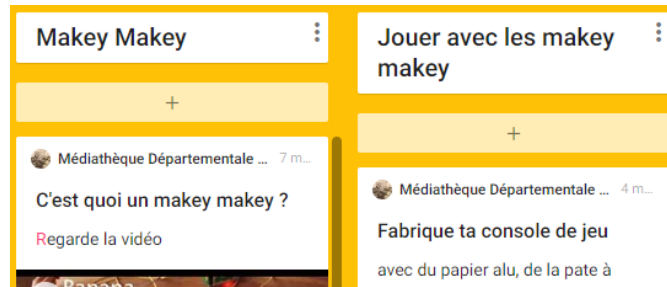 Makey Makey
+
Médiathèque Départementale ... 7 m...
C'est quoi un makey makey ?
Regarde la vidéo
Banana
Jouer avec les makey
makey
+
Médiathèque Départementale ... 4 m...
Fabrique ta console de jeu
avec du papier alu, de la pate à